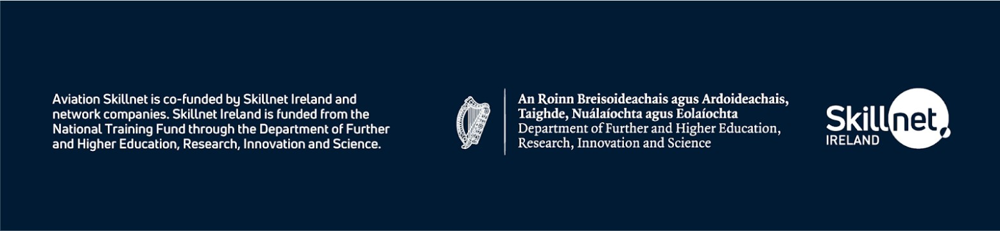 Aviation Skillnet is co-funded by Skillnet Ireland and
network companies. Skillnet Ireland is funded from the
National Training Fund through the Department of Further
and Higher Education, Research, Innovation and Science.
An Roinn Breisoideachais agus Ardoideachais,
Taighde, Nuálaíochta agus Eolaíochta
Department of Further and Higher Education,
Research, Innovation and Science
Skillnet
IRELAND